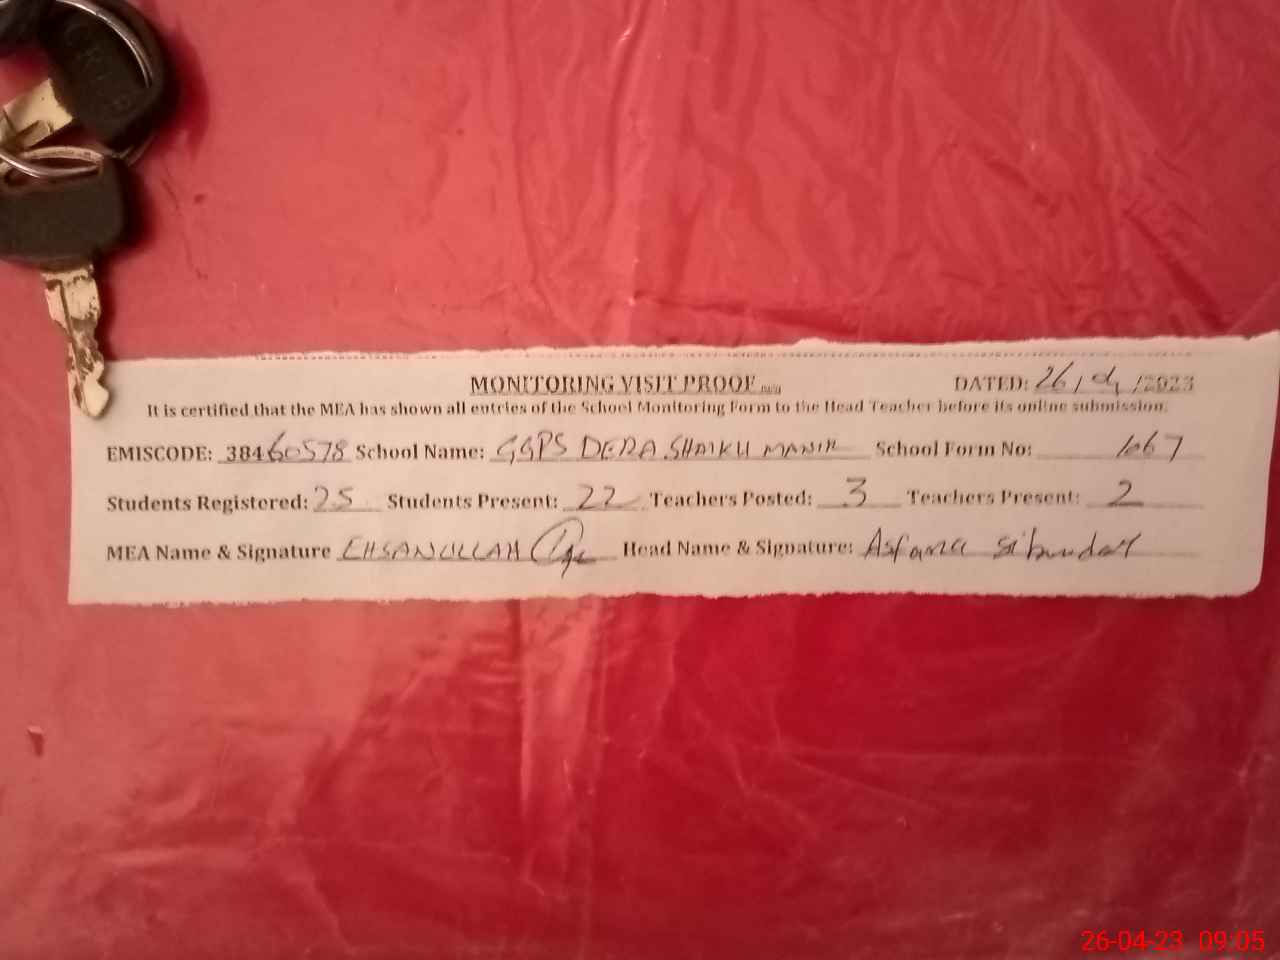 MONITORING VISIT PROOF
DATED: 26/04/2023
It is certified that the MEA has shown all entries of the School Monitoring Form to the Head Teacher before its online submission.
EMISCODE: 38460578 School Name: GGPS DERA SHAIKH MANIK School Form No: 1067
Students Registered: 25 Students Present: 22 Teachers Posted: 3 Teachers Present: 2
MEA Name & Signature EHSANULLAH Head Name & Signature: Asfana
26-04-23 09:05